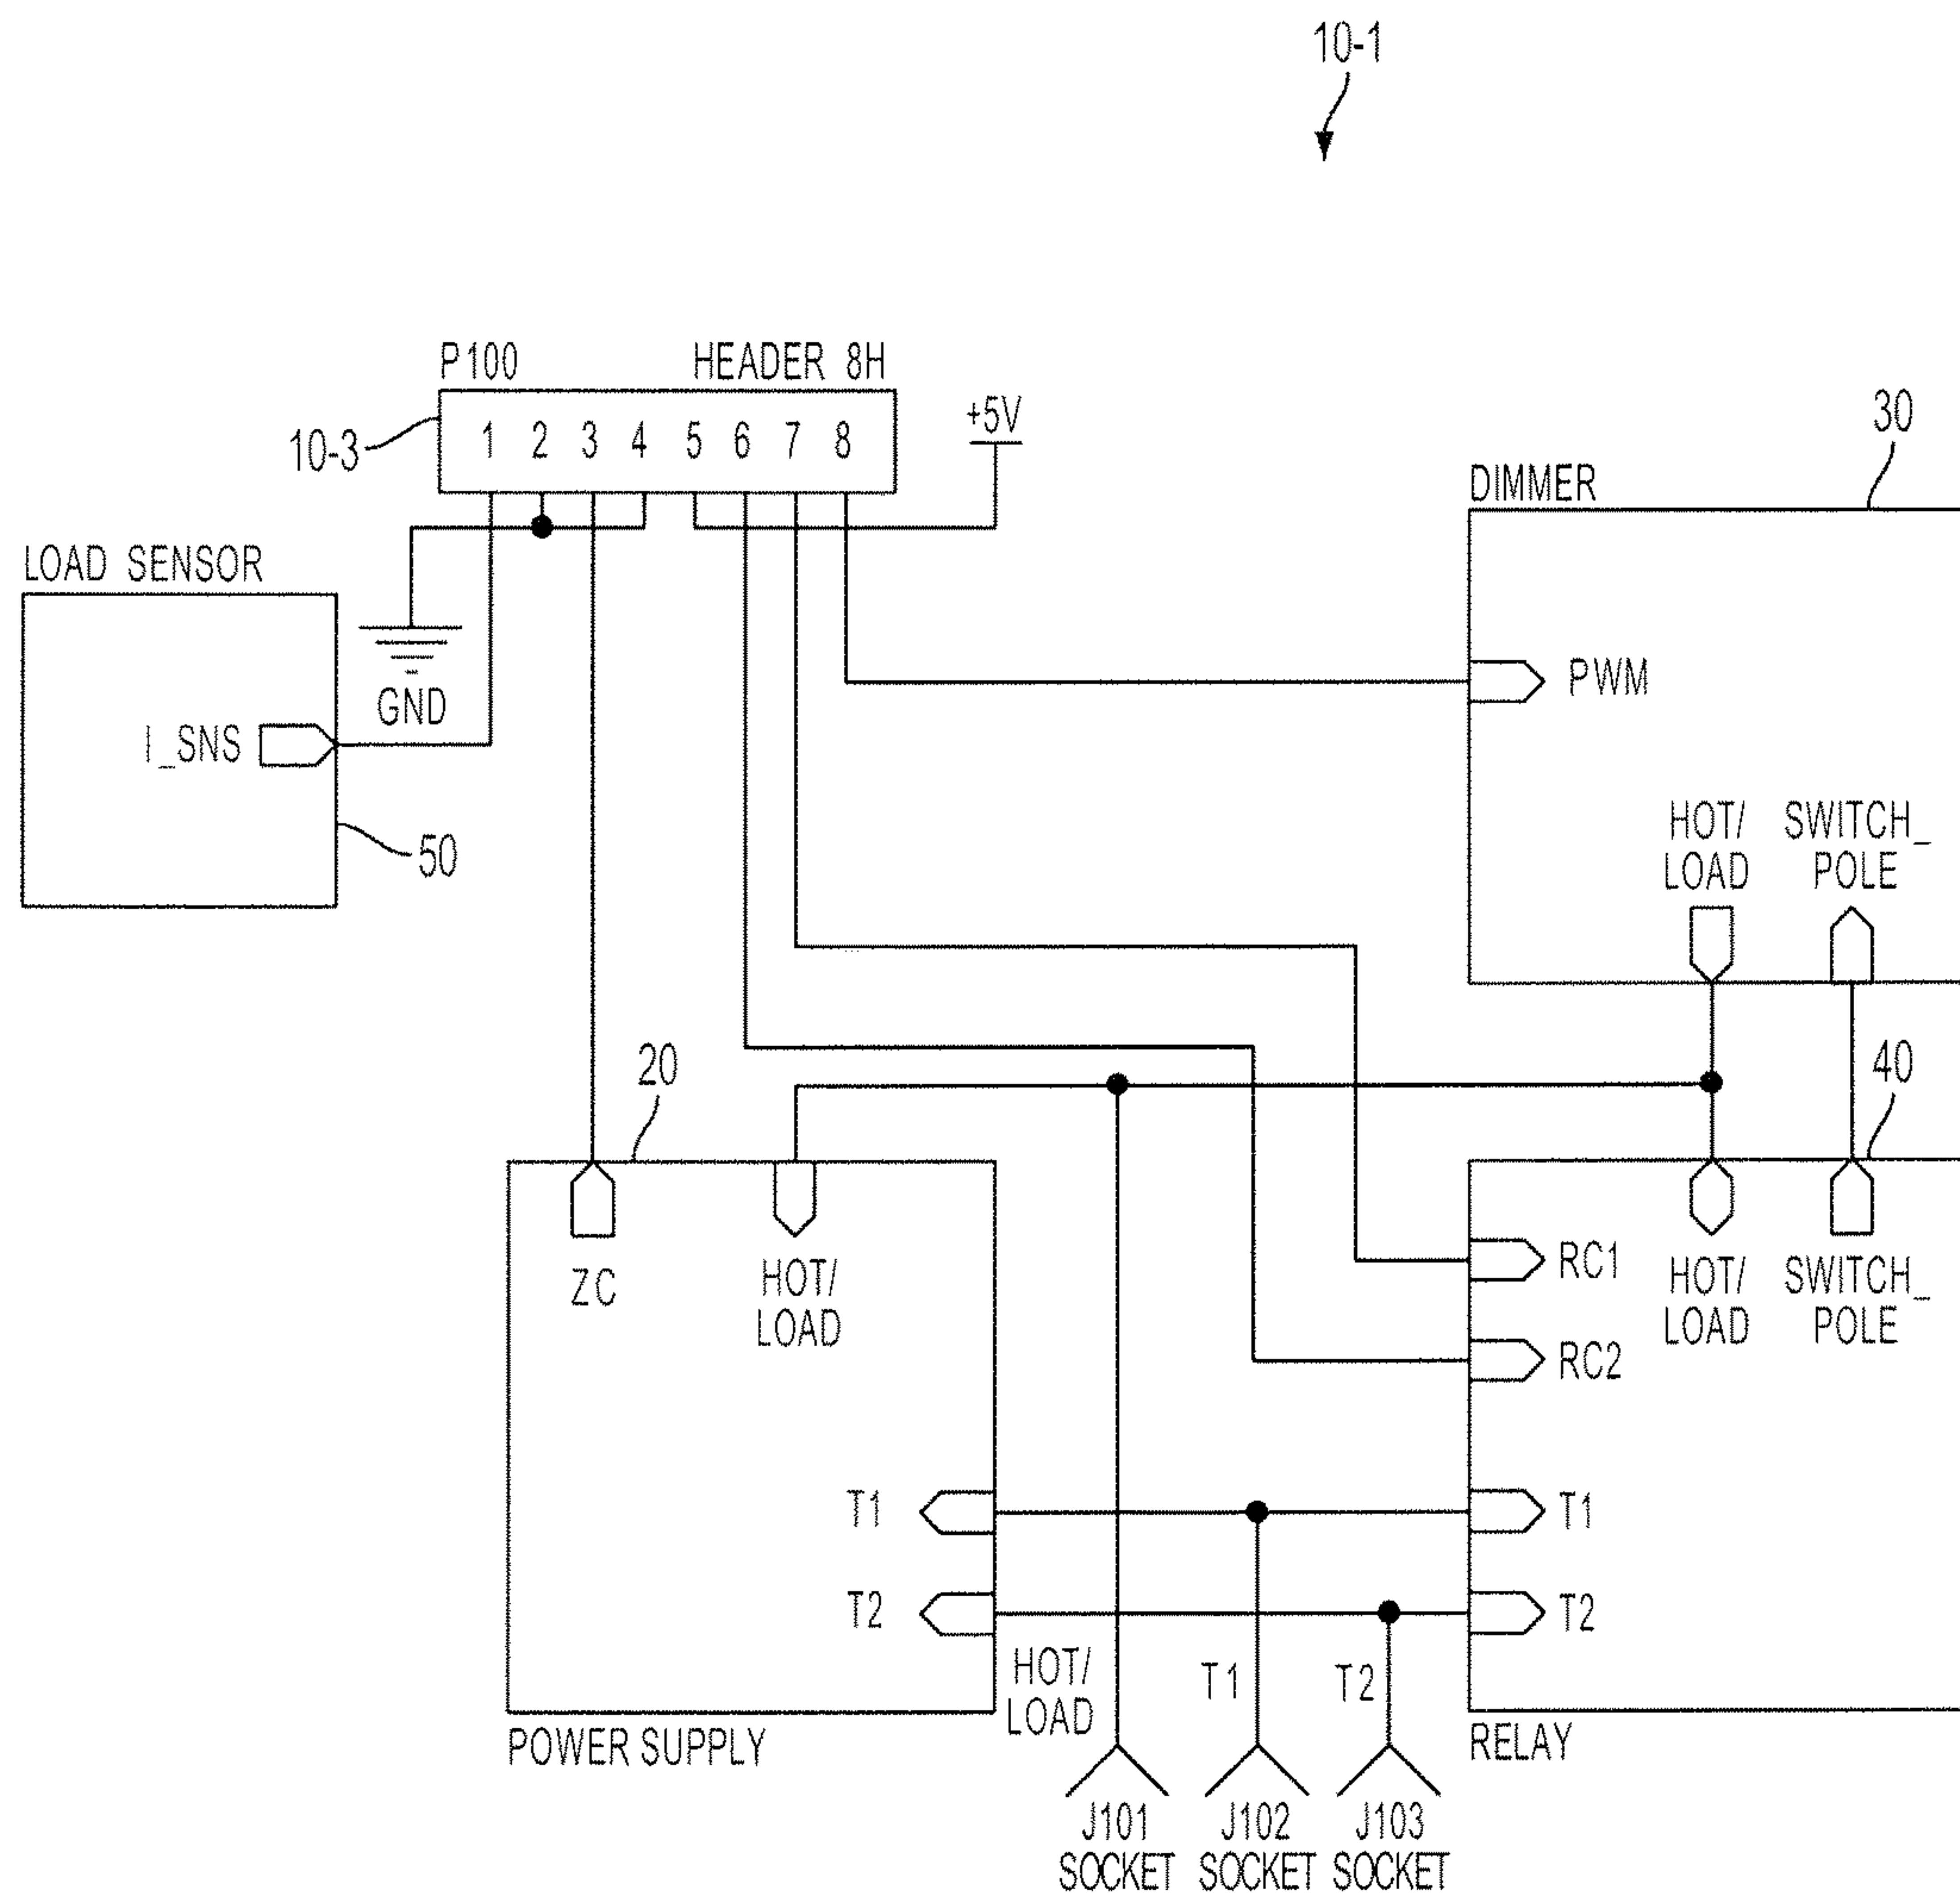 10-1
P100 HEADER 8H
1 2 3 4 5 6 7 8
10-3
+5V
30
DIMMER
LOAD SENSOR
GND
I_SNS
50
PWM
HOT/
LOAD
SWITCH_
POLE
20
40
ZC
HOT/
LOAD
RC1
RC2
HOT/
LOAD
SWITCH_
POLE
T1
T2
T1
T2
HOT/
LOAD
T1
T2
POWER SUPPLY
RELAY
J101
SOCKET
J102
SOCKET
J103
SOCKET